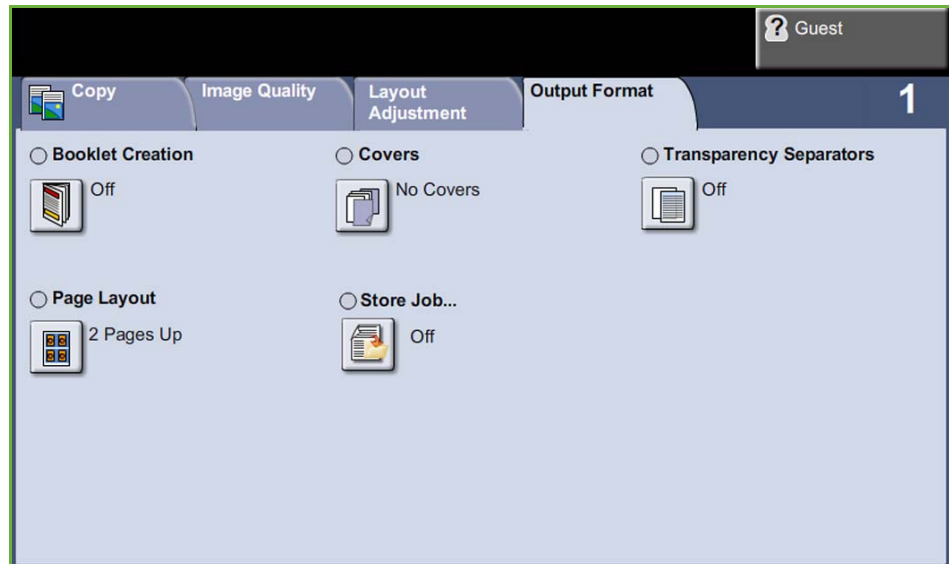 ? Guest
Copy
Image Quality
Layout
Adjustment
Output Format
1
Booklet Creation
Off
Covers
No Covers
Transparency Separators
Off
Page Layout
2 Pages Up
Store Job...
Off